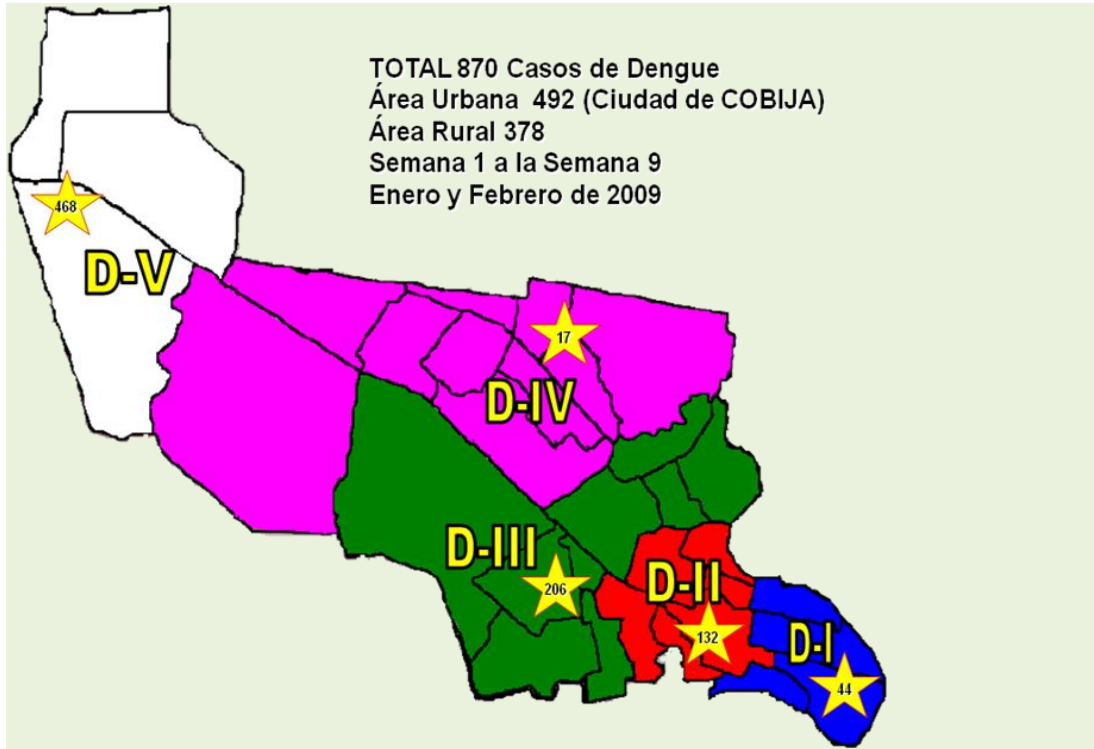 TOTAL 870 Casos de Dengue
Área Urbana 492 (Ciudad de COBIJA)
Área Rural 378
Semana 1 a la Semana 9
Enero y Febrero de 2009
468
D-V
17
D-IV
D-III
206
D-II
132
D-I
44